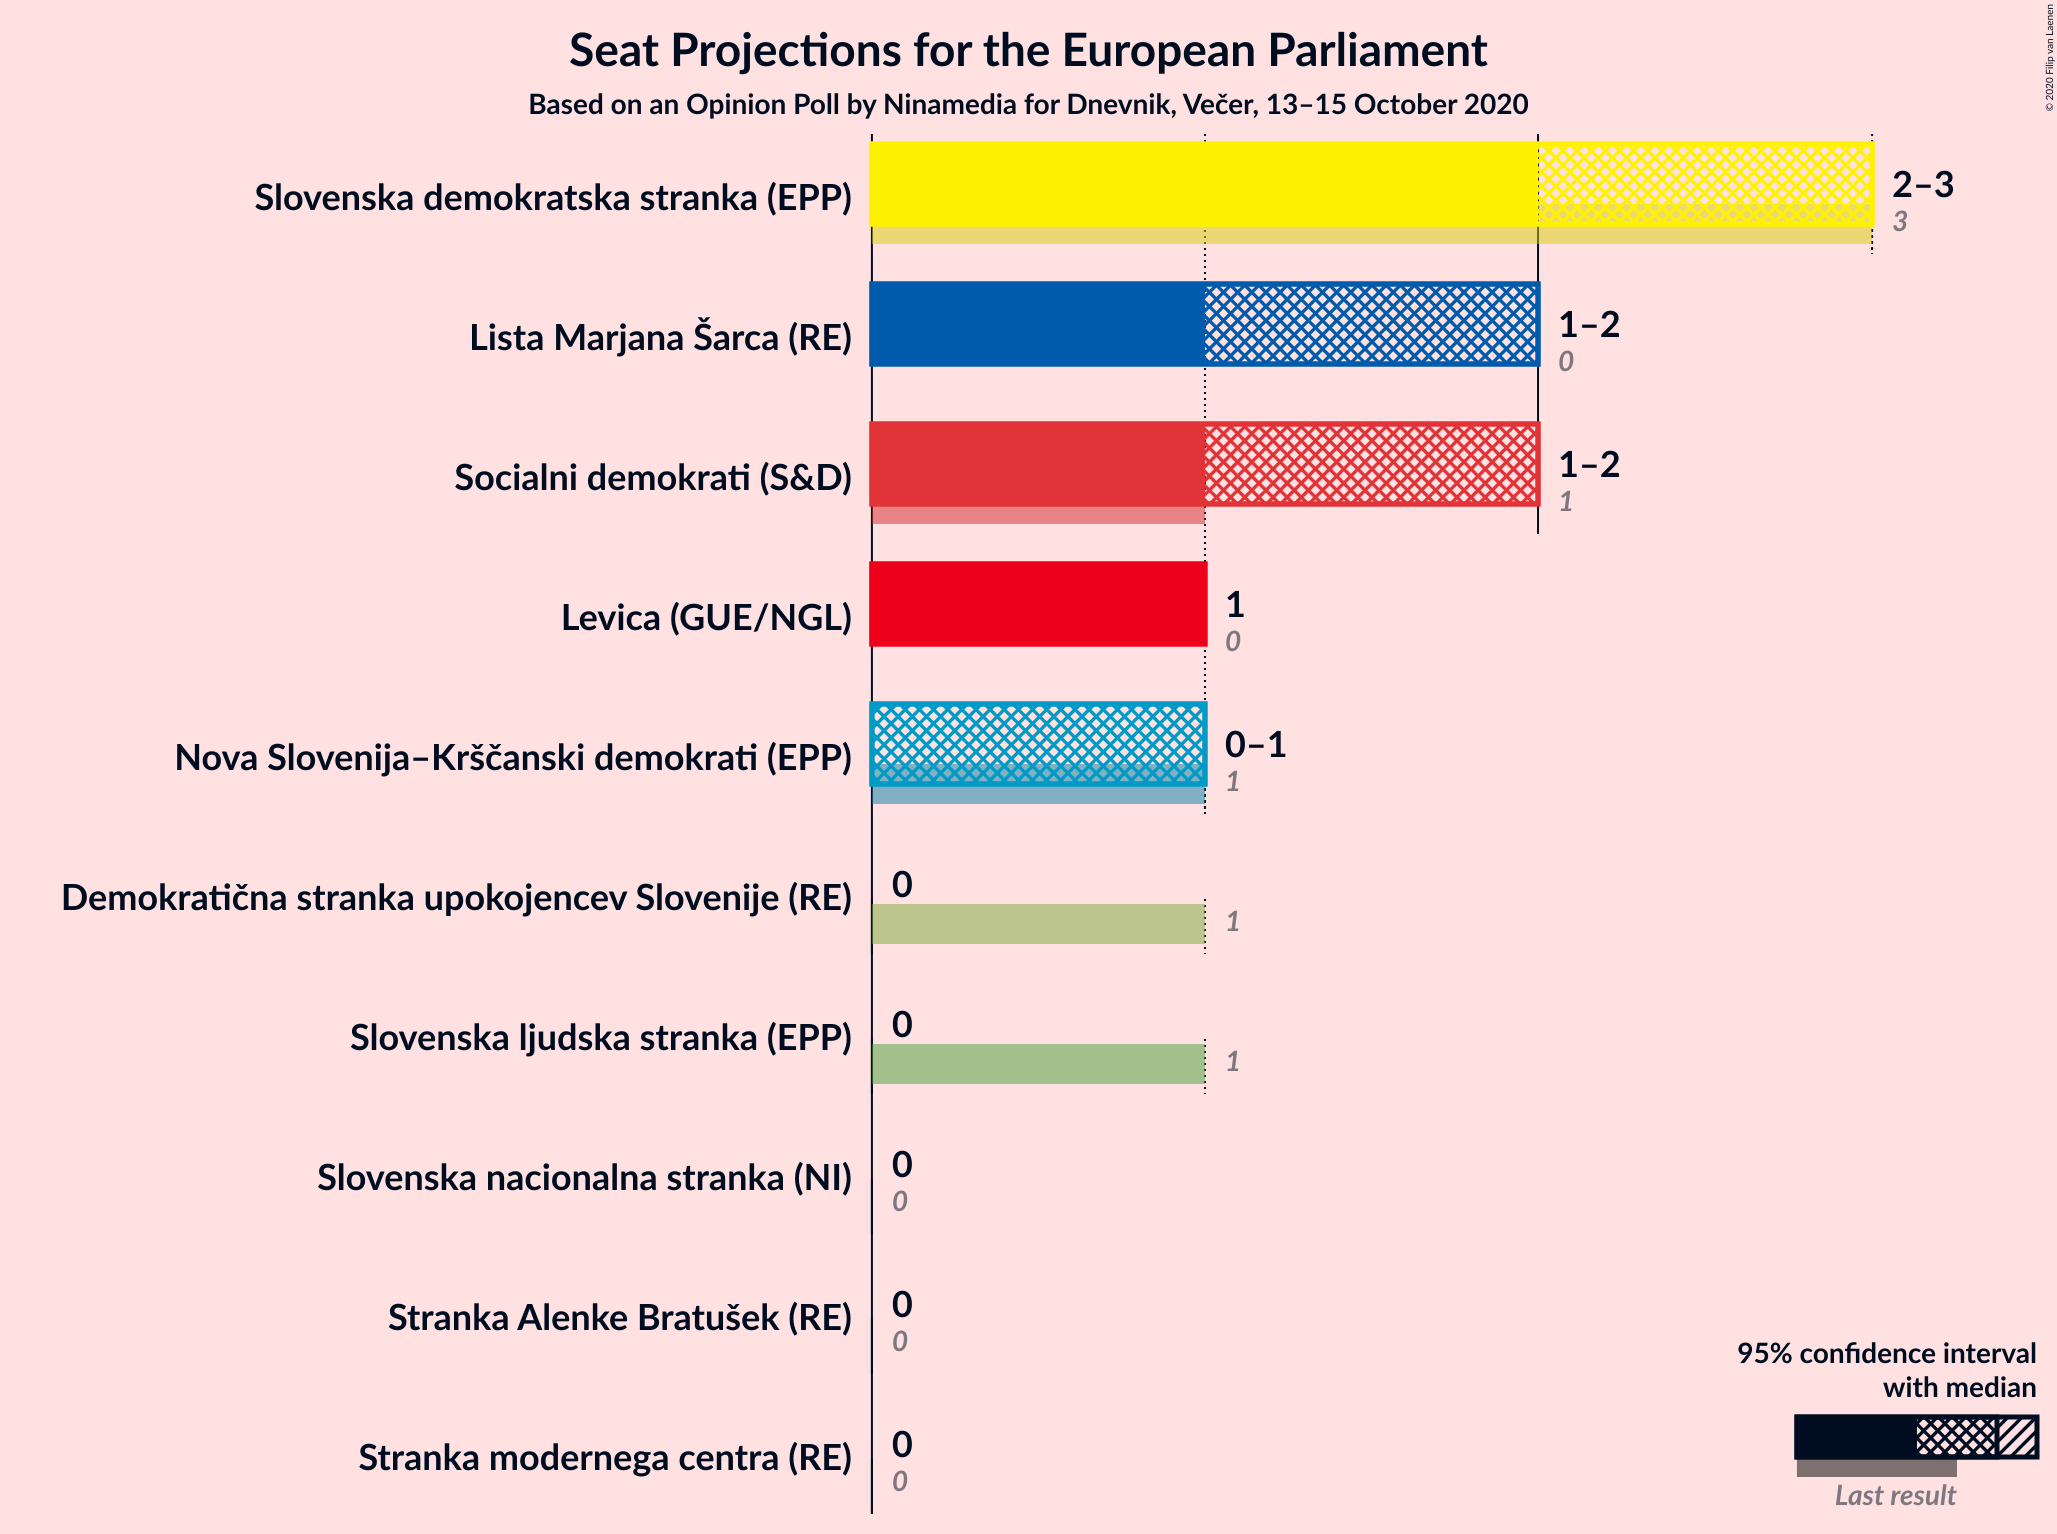 Seat Projections for the European Parliament
Based on an Opinion Poll by Ninamedia for Dnevnik, Večer, 13–15 October 2020
© 2020 Filip van Laenen
Slovenska demokratska stranka (EPP)
2–3
3
Lista Marjana Šarca (RE)
1–2
0
Socialni demokrati (S&D)
1–2
1
Levica (GUE/NGL)
1
0
Nova Slovenija–Krščanski demokrati (EPP)
0–1
1
Demokratična stranka upokojencev Slovenije (RE)
0
1
Slovenska ljudska stranka (EPP)
0
1
Slovenska nacionalna stranka (NI)
0
0
Stranka Alenke Bratušek (RE)
0
0
Stranka modernega centra (RE)
0
0
95% confidence interval
with median
Last result